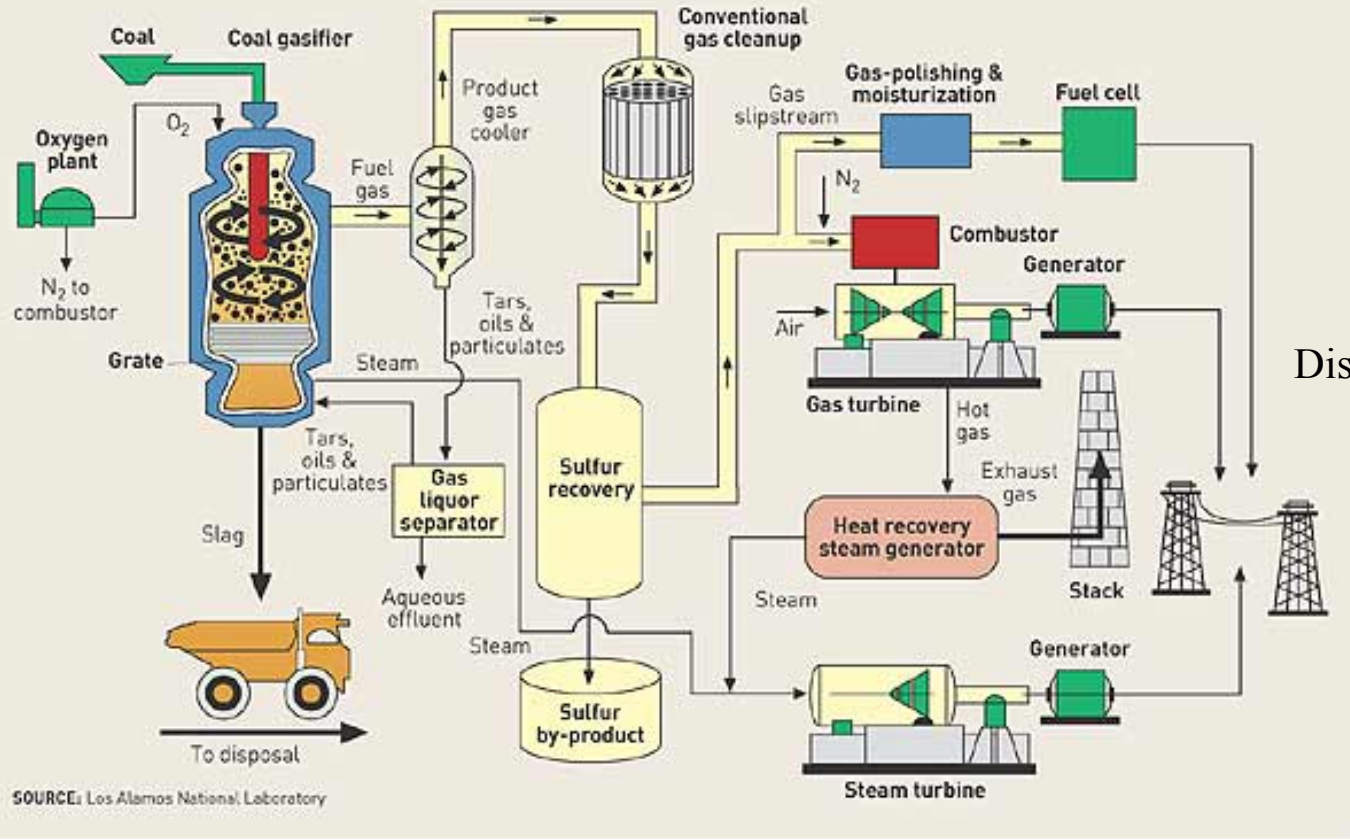 Coal
Coal gasifier
Conventional
gas cleanup
Product
gas
cooler
Gas-polishing &
moisturization
Gas
slipstream
Fuel cell
O2
Oxygen
plant
Fuel
gas
N2
Combustor
Generator
N2 to
combustor
Tars,
oils &
particulates
Air
Grate
Steam
Dis
Gas turbine
Hot
gas
Tars,
oils &
particulates
Gas
liquor
separator
Sulfur
recovery
Exhaust
gas
Slag
Heat recovery
steam generator
Aqueous
effluent
Stack
Steam
Steam
Generator
Sulfur
by-product
To disposal
Steam turbine
SOURCE: Los Alamos National Laboratory